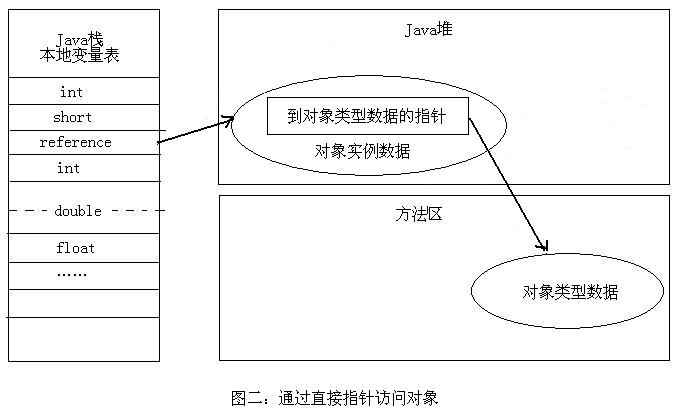 Java栈
本地变量表
int
short
reference
int
double
float
……
Java堆
到对象类型数据的指针
对象实例数据
方法区
对象类型数据
图二：通过直接指针访问对象